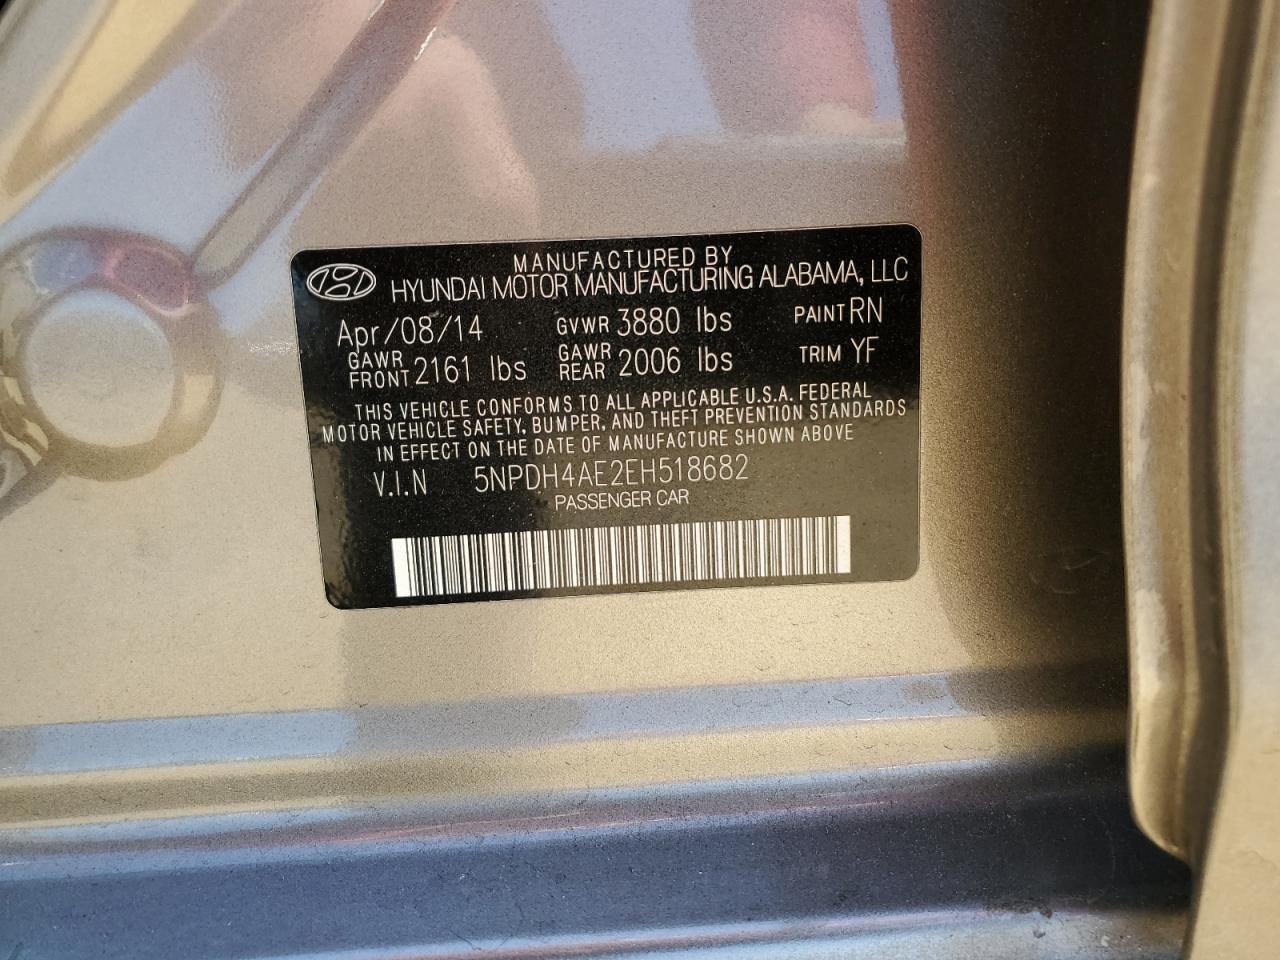 MANUFACTURED BY
HYUNDAI MOTOR MANUFACTURING ALABAMA, LLC
Apr/08/14 GVWR 3880 lbs PAINT RN
GAWR FRONT 2161 lbs GAWR REAR 2006 lbs TRIM YF
THIS VEHICLE CONFORMS TO ALL APPLICABLE U.S.A. FEDERAL
MOTOR VEHICLE SAFETY, BUMPER, AND THEFT PREVENTION STANDARDS
IN EFFECT ON THE DATE OF MANUFACTURE SHOWN ABOVE
V.I.N 5NPDH4AE2EH518682
PASSENGER CAR